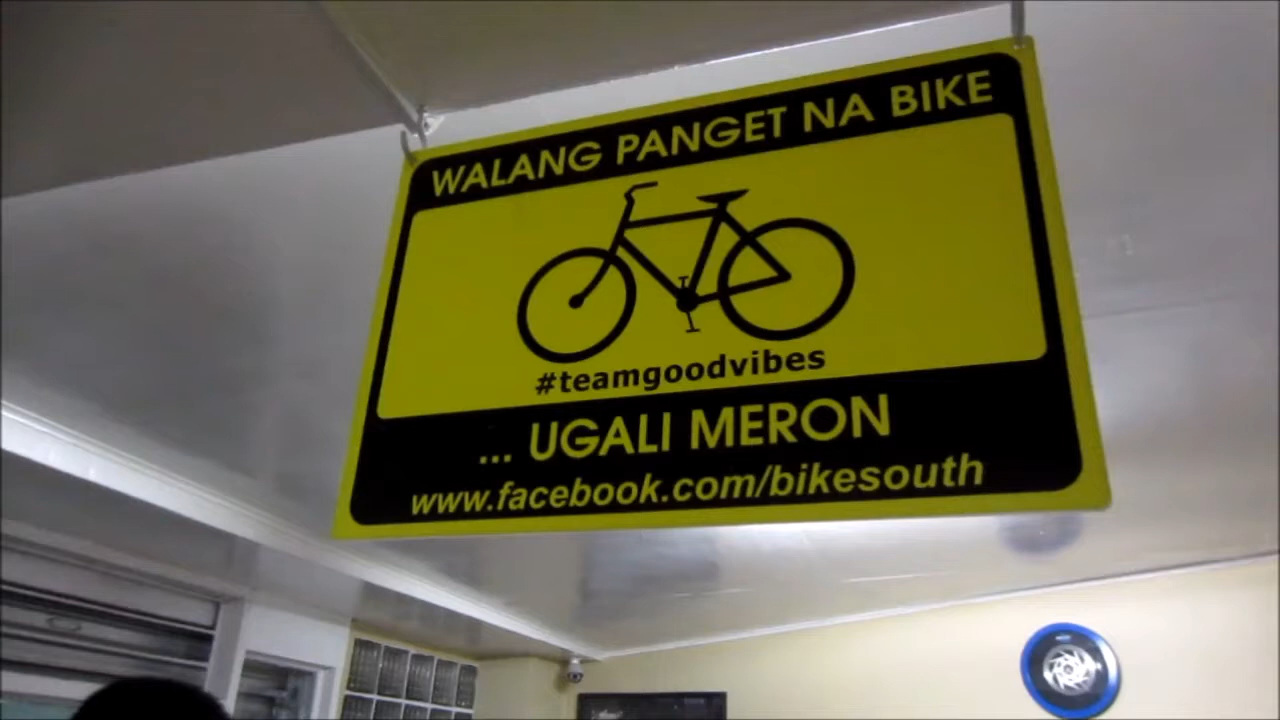 WALANG PANGET NA BIKE
#teamgoodvibes
... UGALI MERON
www.facebook.com/bikesouth